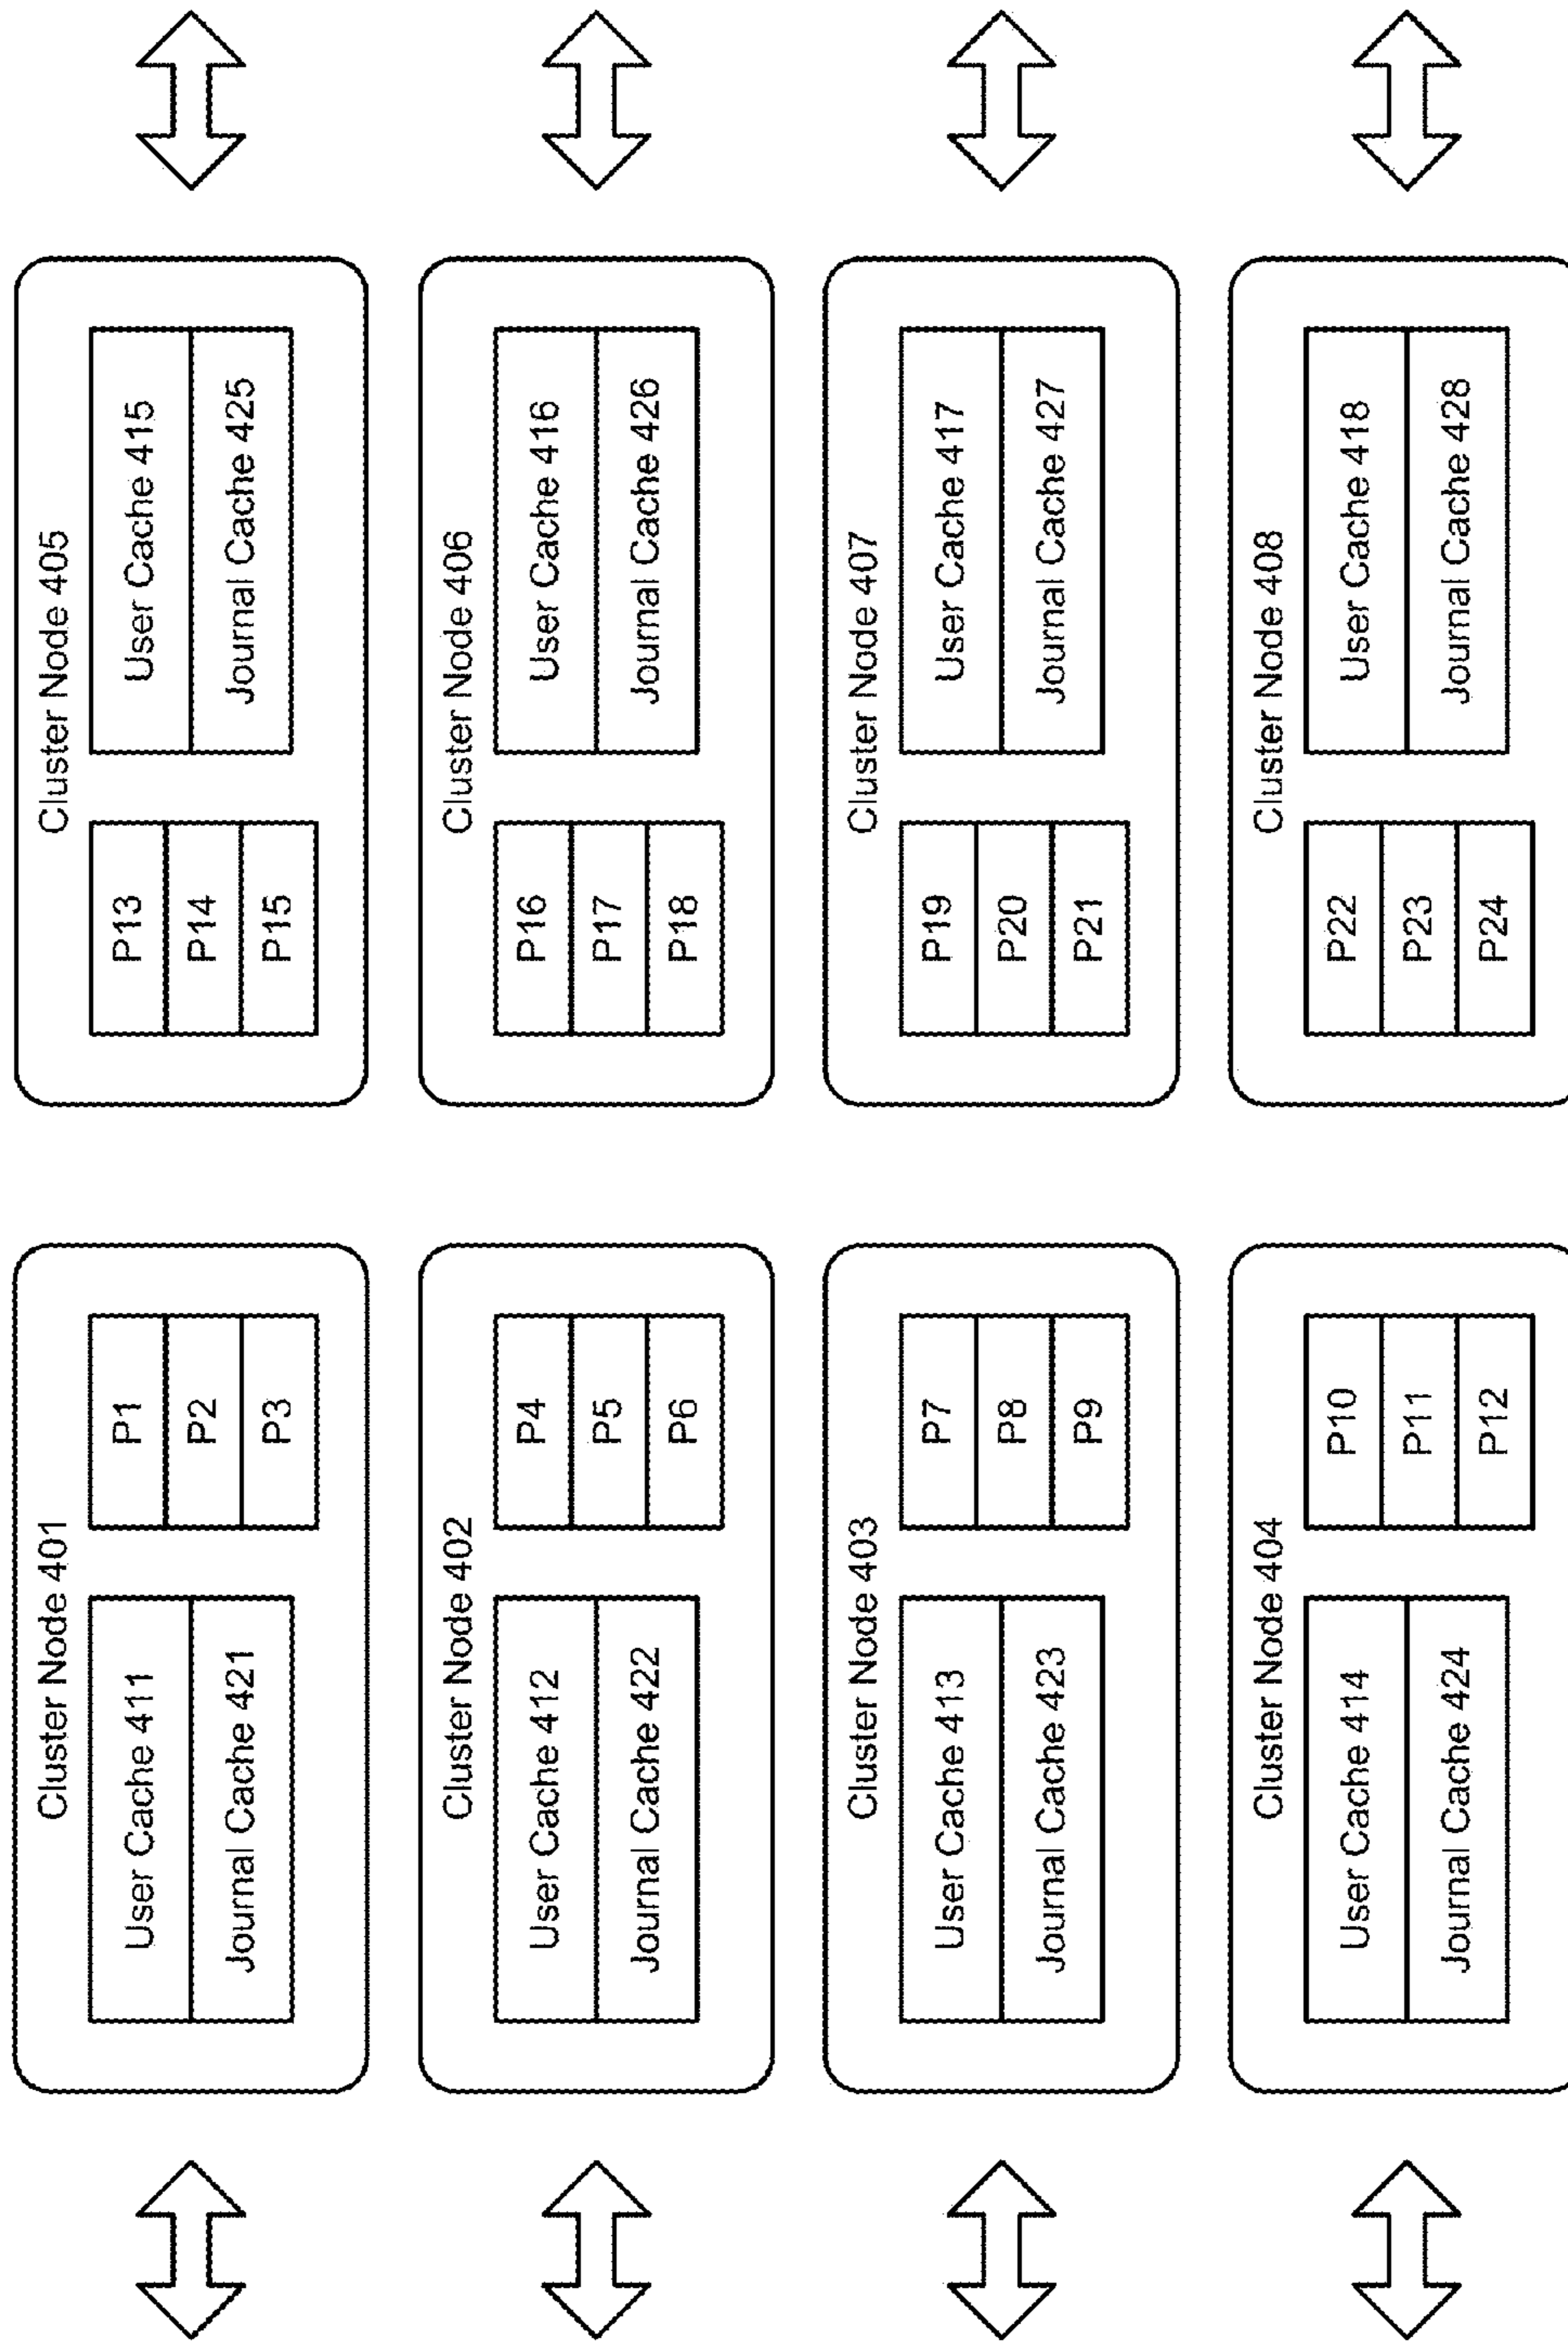 Cluster Node 401
User Cache 411
Journal Cache 421
P1
P2
P3
Cluster Node 402
User Cache 412
Journal Cache 422
P4
P5
P6
Cluster Node 403
User Cache 413
Journal Cache 423
P7
P8
P9
Cluster Node 404
User Cache 414
Journal Cache 424
P10
P11
P12
Cluster Node 405
P13
P14
P15
User Cache 415
Journal Cache 425
Cluster Node 406
P16
P17
P18
User Cache 416
Journal Cache 426
Cluster Node 407
P19
P20
P21
User Cache 417
Journal Cache 427
Cluster Node 408
P22
P23
P24
User Cache 418
Journal Cache 428